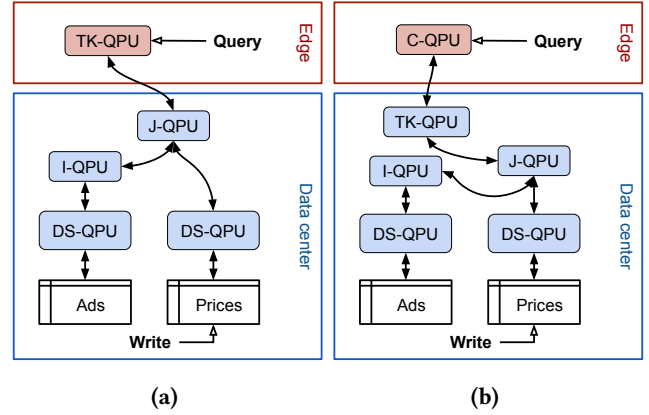 TK-QPU
Query
Edge
J-QPU
I-QPU
DS-QPU
DS-QPU
Ads
Prices
Write
Data center
(a)
C-QPU
Query
Edge
TK-QPU
J-QPU
I-QPU
DS-QPU
DS-QPU
Ads
Prices
Write
Data center
(b)